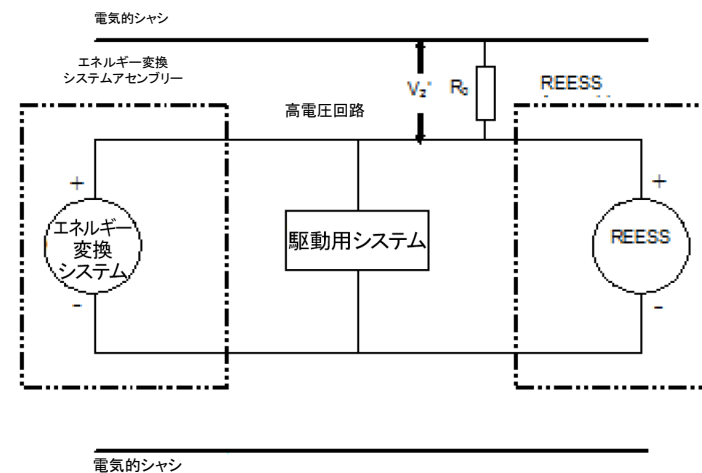 電気的シャシ
エネルギー変換
システムアセンブリー
高電圧回路
V₂'
R₀
REESS
+
エネルギー
変換
システム
-
駆動用システム
+
REESS
-
電気的シャシ